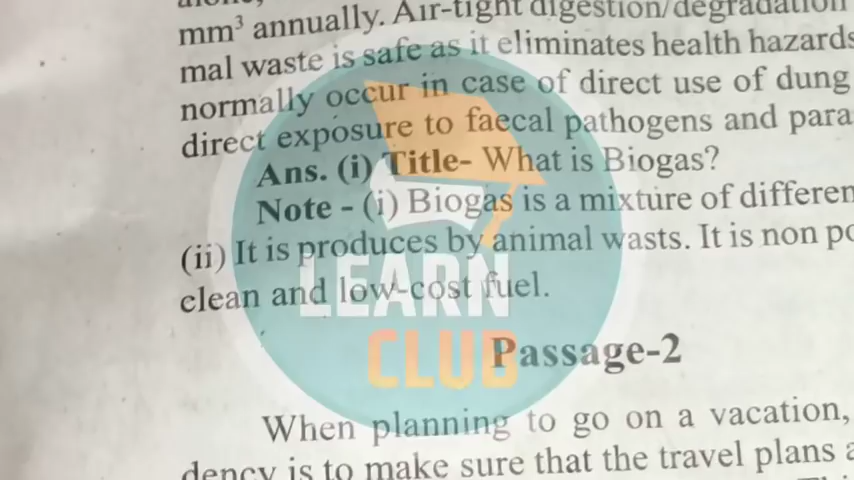 mm³ annually. Air-tight digestion/degradation
mal waste is safe as it eliminates health hazards
normally occur in case of direct use of dung
direct exposure to faecal pathogens and para
Ans. (i) Title- What is Biogas?
Note - (i) Biogas is a mixture of differen
(ii) It is produces by animal wasts. It is non po
clean and low-cost fuel.
LEARN
CLUB
Passage-2
When planning to go on a vacation,
dency is to make sure that the travel plans a